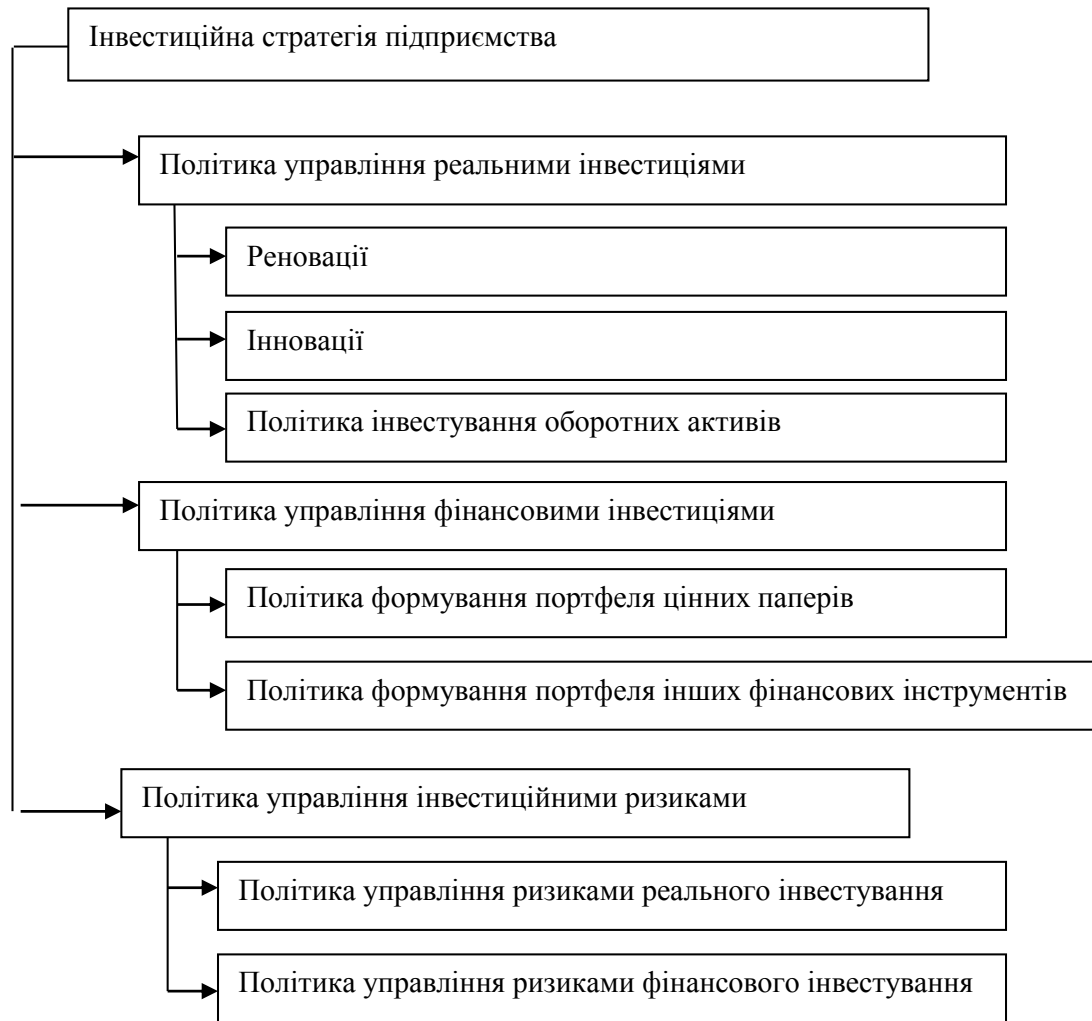 Інвестиційна стратегія підприємства
Політика управління реальними інвестиціями
Реновації
Інновації
Політика інвестування оборотних активів
Політика управління фінансовими інвестиціями
Політика формування портфеля цінних паперів
Політика формування портфеля інших фінансових інструментів
Політика управління інвестиційними ризиками
Політика управління ризиками реального інвестування
Політика управління ризиками фінансового інвестування